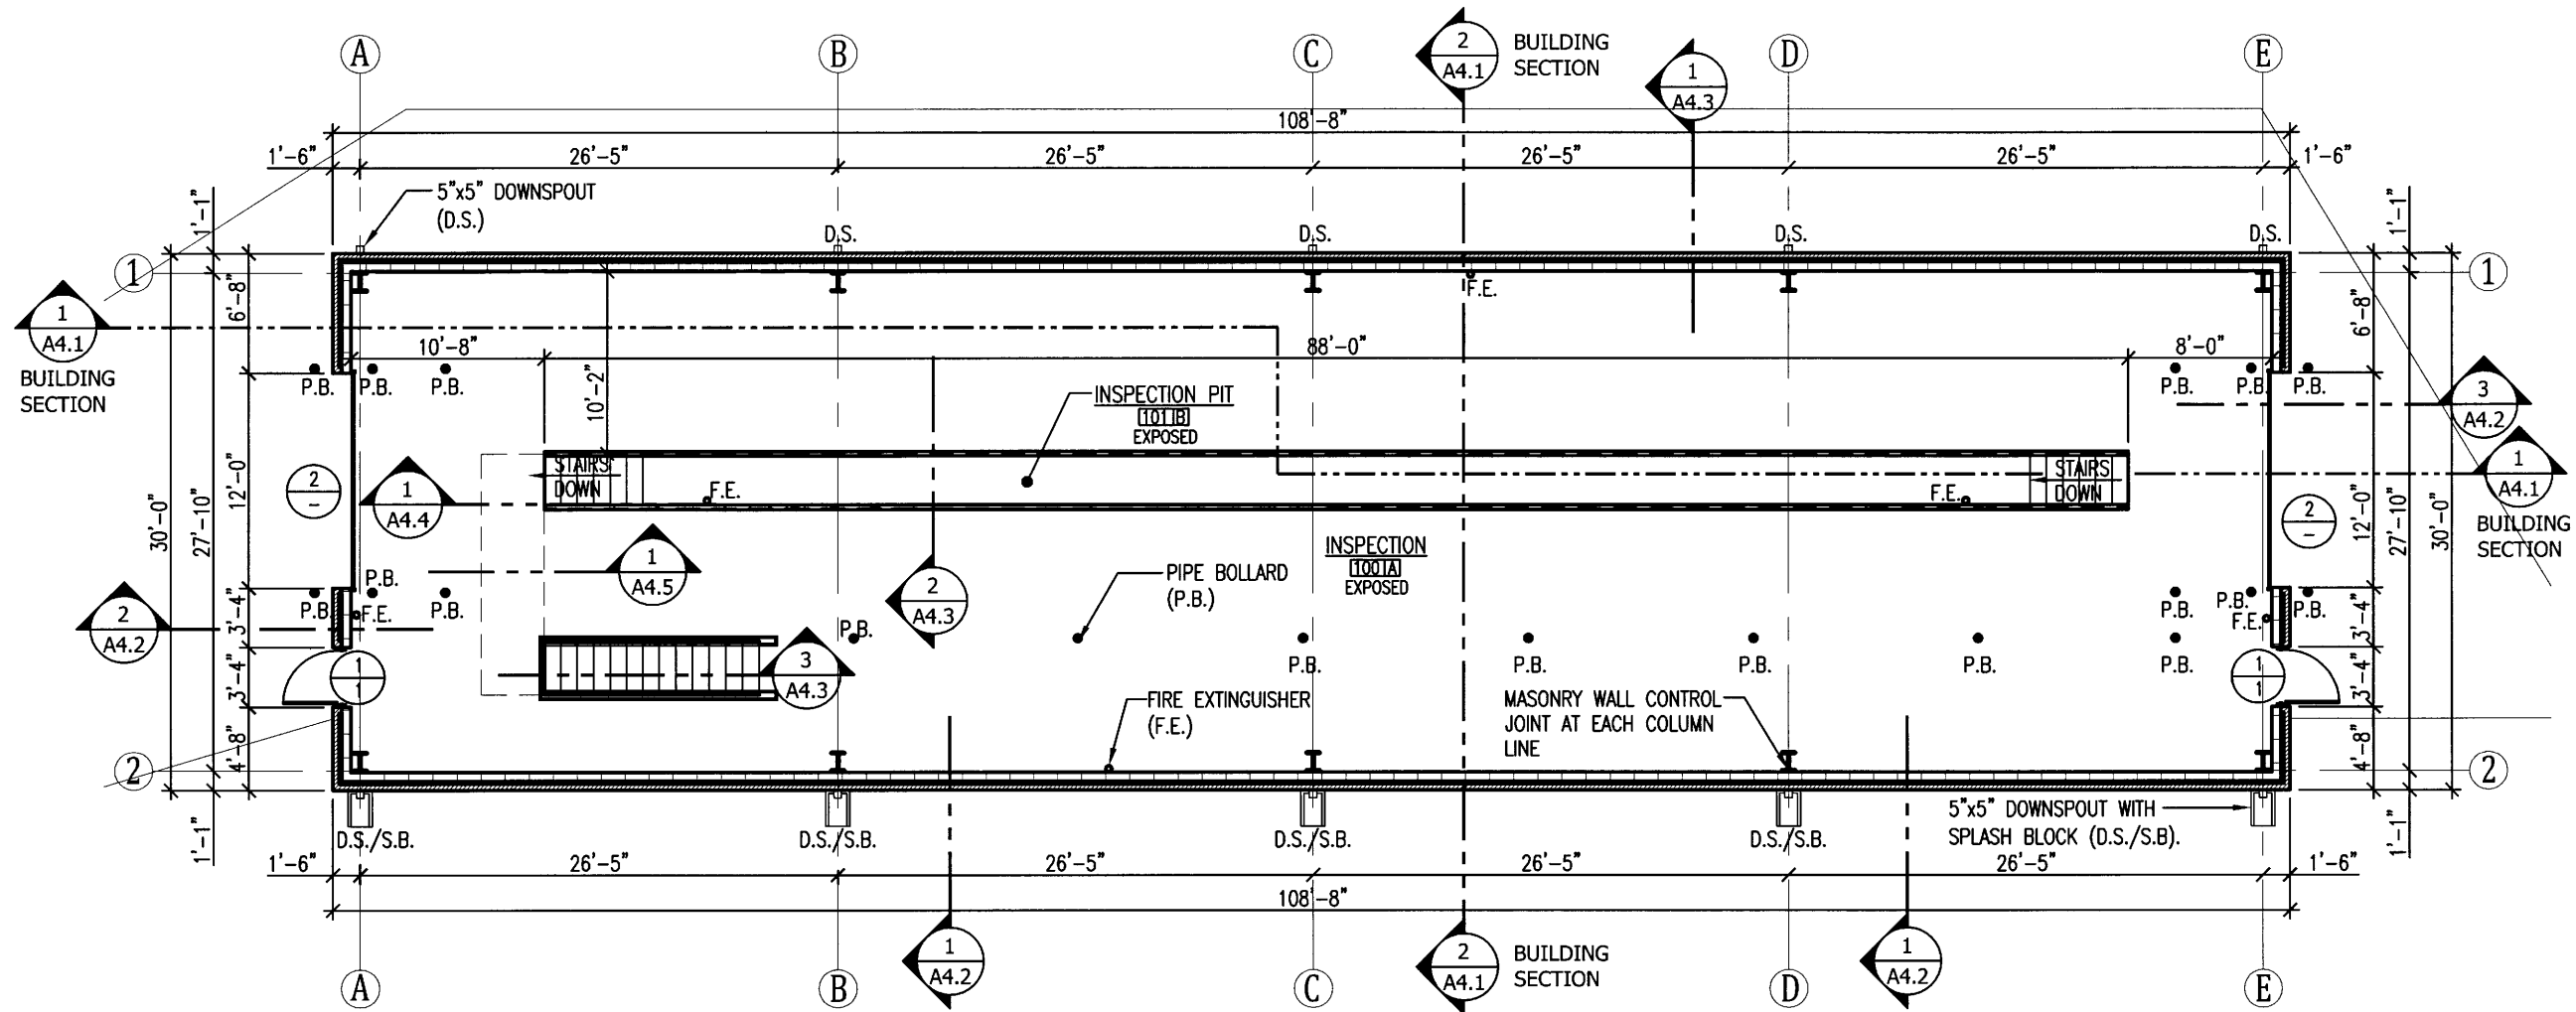 A B C D E
2
A4.1
BUILDING
SECTION
1
A4.3
108'-8"
1'-6" 26'-5" 26'-5" 26'-5" 26'-5" 1'-6"
5"x5" DOWNSPOUT
(D.S.)
D.S. D.S. D.S. D.S.
1'-1" 1'-1"
1 1
F.E.
6'-8" 6'-8"
1
A4.1
BUILDING
SECTION
10'-8" 88'-0" 8'-0"
10'-2"
P.B. P.B. P.B. P.B. P.B. P.B.
INSPECTION PIT
101 B
EXPOSED
3
A4.2
STAIRS
DOWN
F.E.
F.E.
STAIRS
DOWN
1
A4.1
BUILDING
SECTION
2
-
1
A4.4
2
-
30'-0" 27'-10" 12'-0" 12'-0" 27'-10" 30'-0"
INSPECTION
100 A
EXPOSED
1
A4.5
2
A4.3
PIPE BOLLARD
(P.B.)
P.B.
P.B. P.B. P.B. P.B. P.B.
F.E. F.E.
2
A4.2
3'-4" 3'-4"
P.B.
P.B. P.B. P.B. P.B. P.B.
3
A4.3
1
1
1
1
3'-4" 3'-4"
FIRE EXTINGUISHER
(F.E.)
MASONRY WALL CONTROL
JOINT AT EACH COLUMN
LINE
4'-8" 4'-8"
2 2
5"x5" DOWNSPOUT WITH
SPLASH BLOCK (D.S./S.B).
D.S./S.B. D.S./S.B. D.S./S.B. D.S./S.B.
1'-1" 1'-1"
1'-6" 26'-5" 26'-5" 26'-5" 26'-5" 1'-6"
108'-8"
1
A4.2
2
A4.1
BUILDING
SECTION
1
A4.2
A B C D E